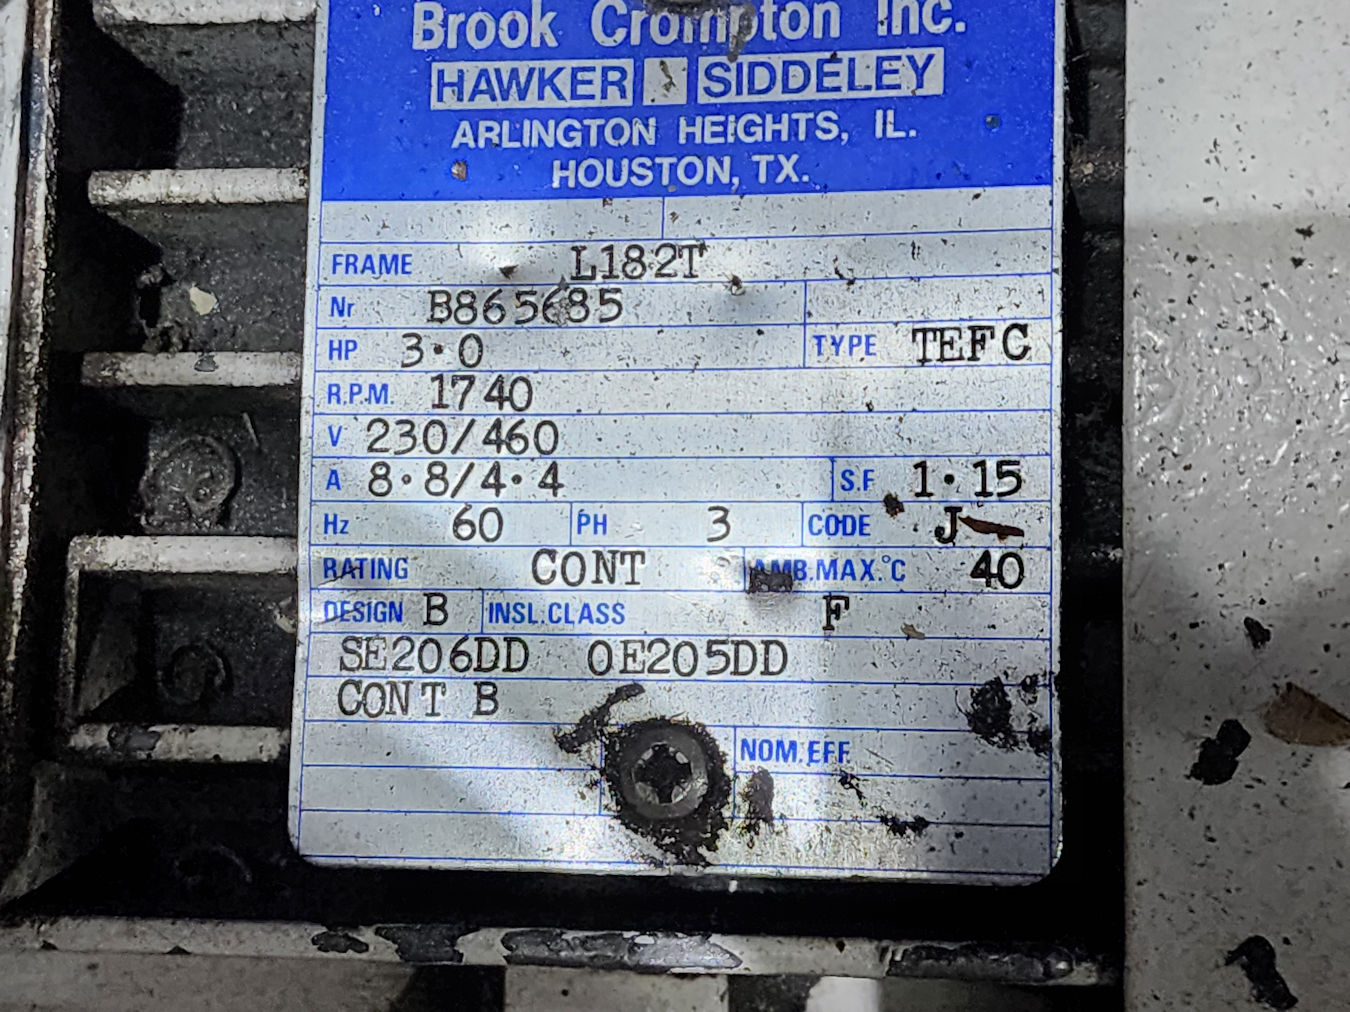 Brook Crompton Inc.
HAWKER SIDDELEY
ARLINGTON HEIGHTS, IL.
HOUSTON, TX.
FRAME L182T
Nr B865685
HP 3·0 TYPE TEFC
R.P.M. 1740
V 230/460
A 8·8/4·4 S.F 1·15
Hz 60 PH 3 CODE J
RATING CONT AMB.MAX.°C 40
DESIGN B INSL.CLASS F
SE206DD OE205DD
CONT B
NOM.EFF